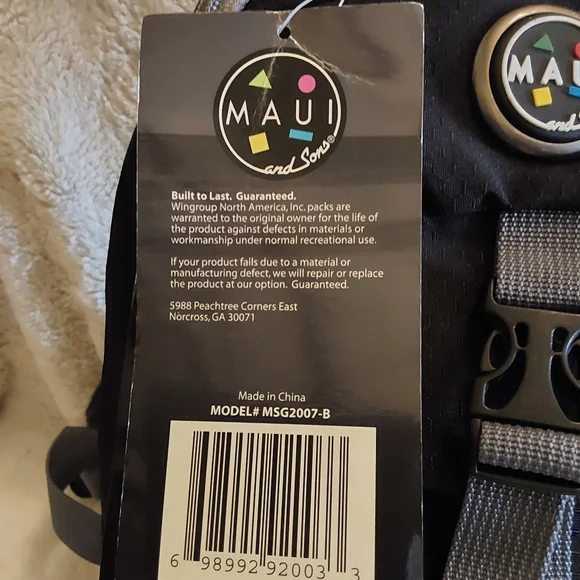 MAUI
and Sons®
MAU
and
Built to Last. Guaranteed.
Wingroup North America, Inc. packs are
warranted to the original owner for the life of
the product against defects in materials or
workmanship under normal recreational use.
If your product fails due to a material or
manufacturing defect, we will repair or replace
the product at our option. Guaranteed.
5988 Peachtree Corners East
Norcross, GA 30071
Made in China
MODEL# MSG2007-B
6 98992 92003 3